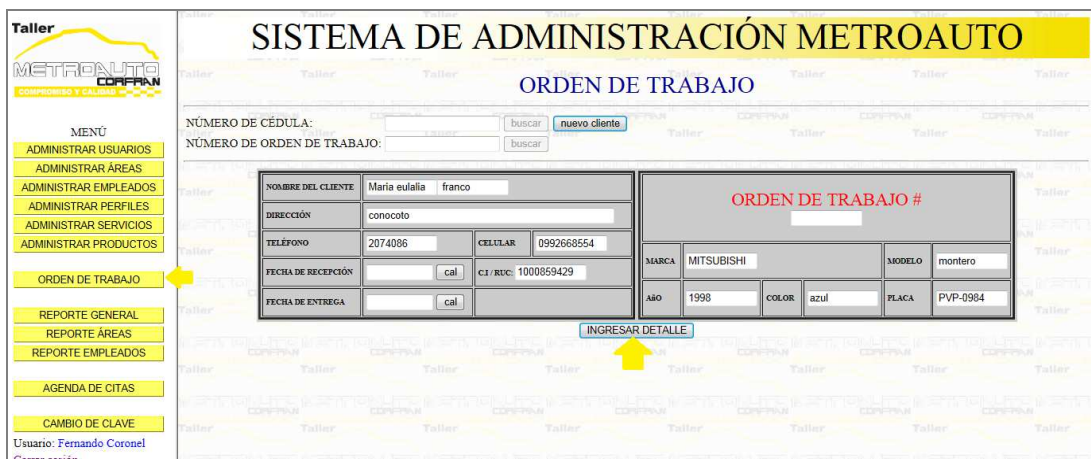 Taller
METROAUTO
CORFRAN
COMPROMISO Y CALIDAD
SISTEMA DE ADMINISTRACIÓN METROAUTO
ORDEN DE TRABAJO
NÚMERO DE CÉDULA: buscar nuevo cliente
NÚMERO DE ORDEN DE TRABAJO: buscar
MENÚ
ADMINISTRAR USUARIOS
ADMINISTRAR ÁREAS
ADMINISTRAR EMPLEADOS
ADMINISTRAR PERFILES
ADMINISTRAR SERVICIOS
ADMINISTRAR PRODUCTOS
ORDEN DE TRABAJO
REPORTE GENERAL
REPORTE ÁREAS
REPORTE EMPLEADOS
AGENDA DE CITAS
CAMBIO DE CLAVE
Usuario: Fernando Coronel
Cerrar sesión
NOMBRE DEL CLIENTE Maria eulalia franco
DIRECCIÓN conocoto
TELÉFONO 2074086 CELULAR 0992668554
FECHA DE RECEPCIÓN cal C.I / RUC: 1000859429
FECHA DE ENTREGA cal
ORDEN DE TRABAJO #
MARCA MITSUBISHI MODELO montero
AñO 1998 COLOR azul PLACA PVP-0984
INGRESAR DETALLE